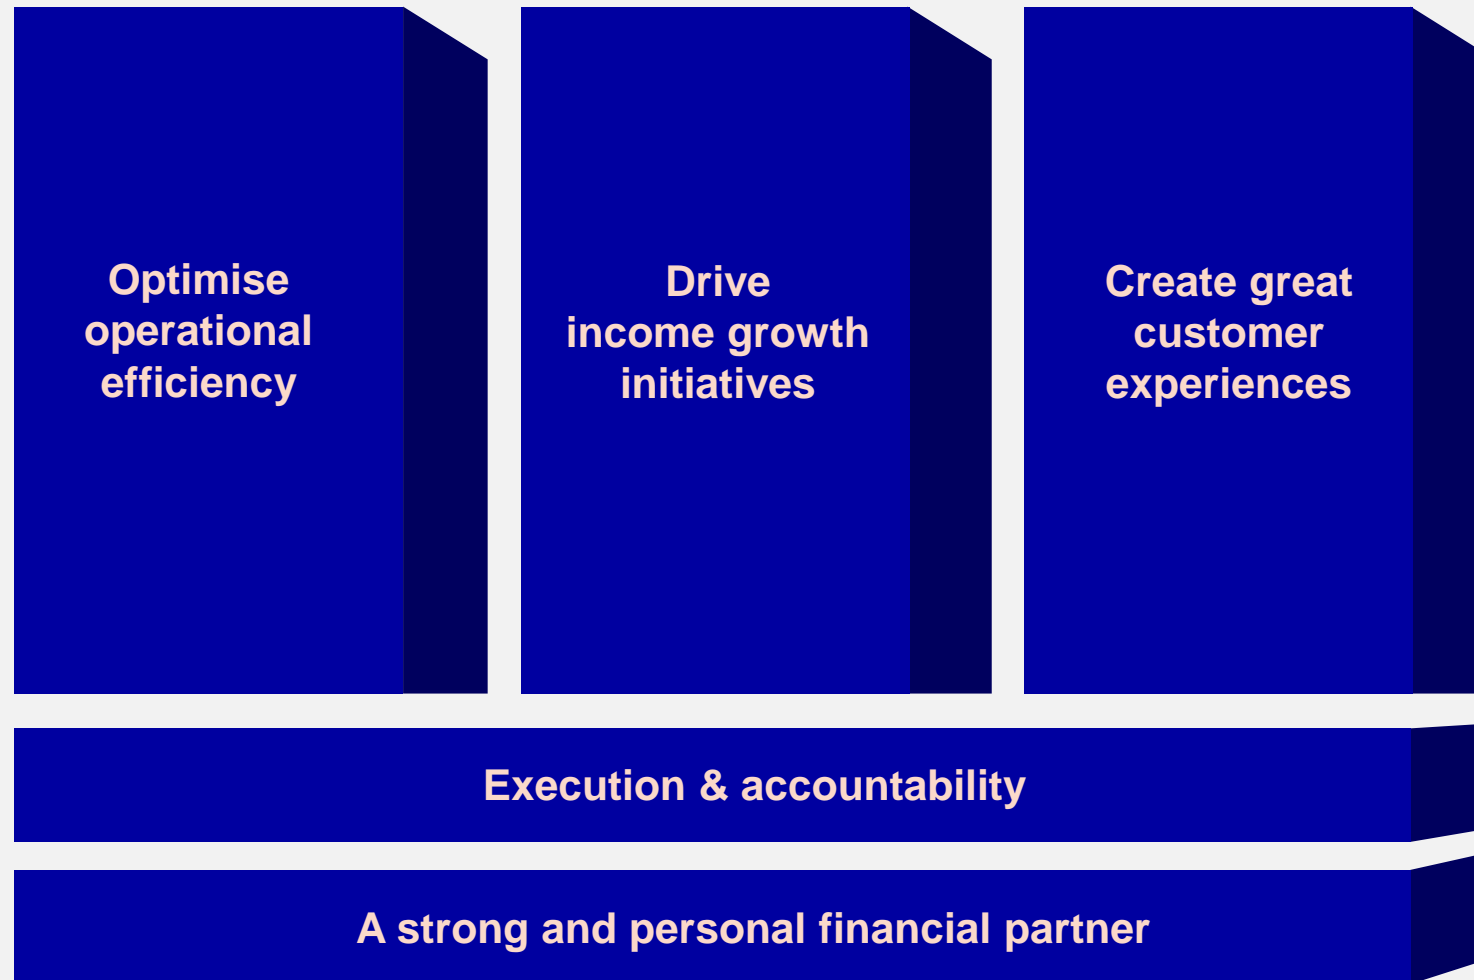 Optimise
operational
efficiency
Drive
income growth
initiatives
Create great
customer
experiences
Execution & accountability
A strong and personal financial partner